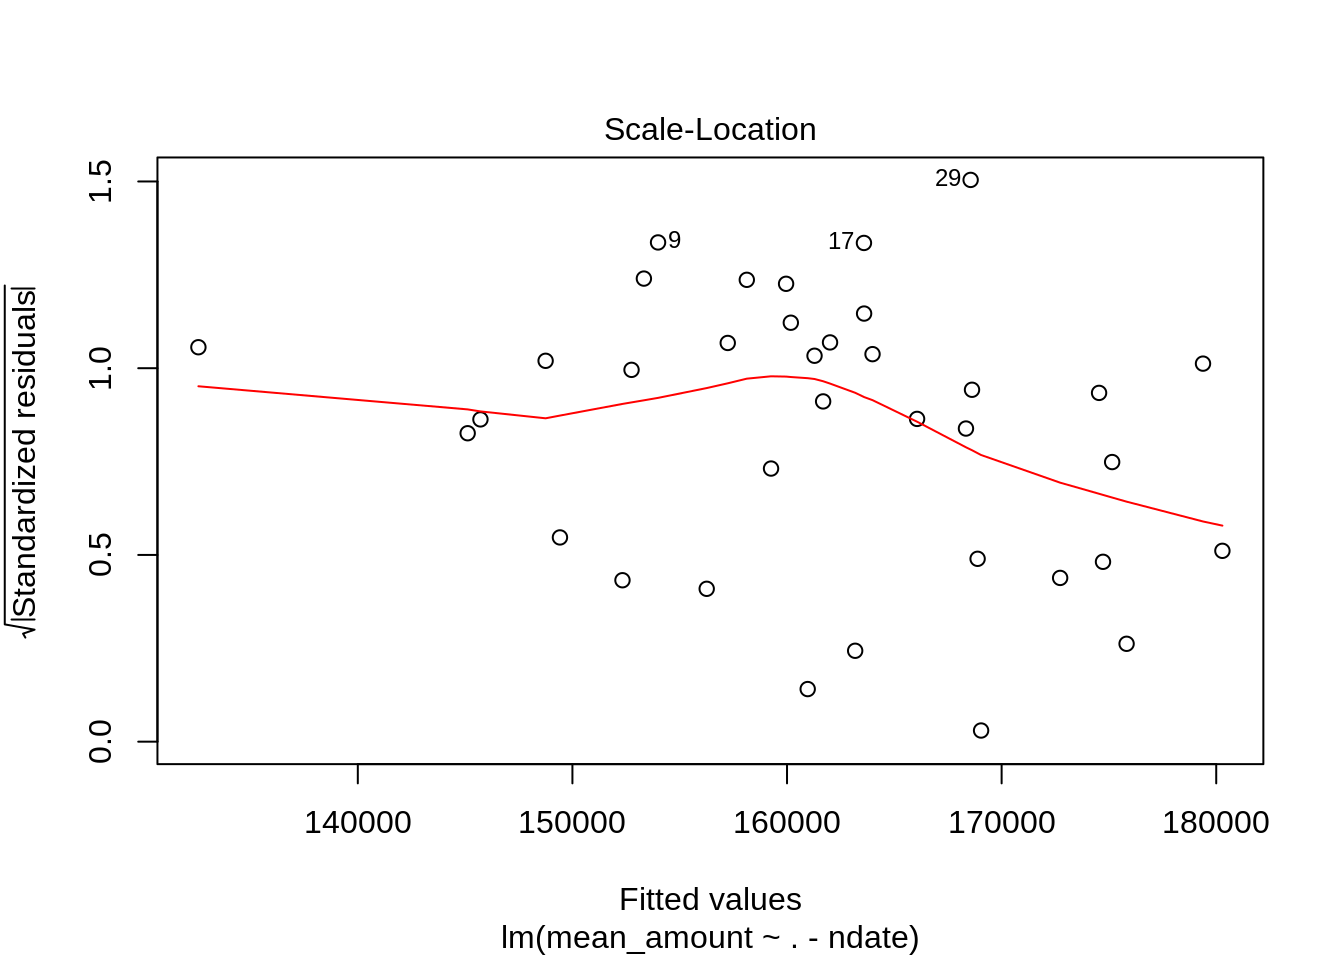 Scale-Location
√|Standardized residuals|
1.5
1.0
0.5
0.0
29
9
17
140000 150000 160000 170000 180000
Fitted values
lm(mean_amount ~ . - ndate)